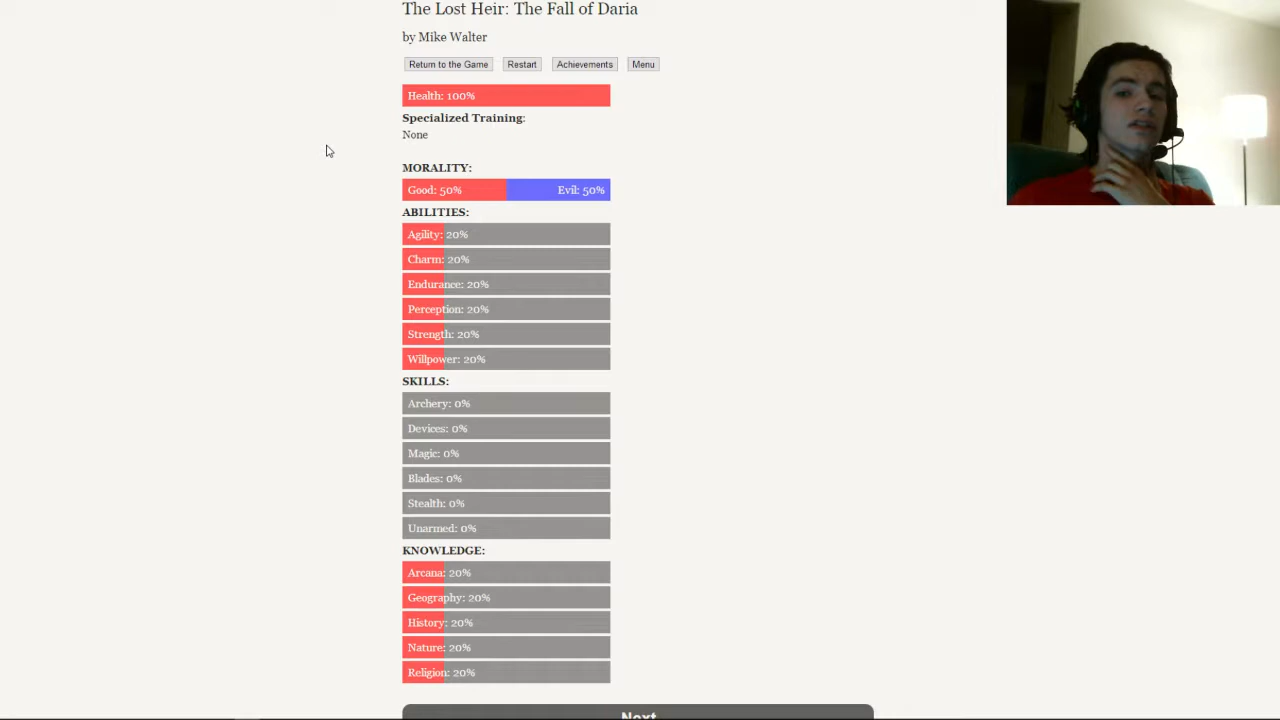 The Lost Heir: The Fall of Daria
by Mike Walter
Return to the Game Restart Achievements Menu
Health: 100%
Specialized Training:
None
MORALITY:
Good: 50% Evil: 50%
ABILITIES:
Agility: 20%
Charm: 20%
Endurance: 20%
Perception: 20%
Strength: 20%
Willpower: 20%
SKILLS:
Archery: 0%
Devices: 0%
Magic: 0%
Blades: 0%
Stealth: 0%
Unarmed: 0%
KNOWLEDGE:
Arcana: 20%
Geography: 20%
History: 20%
Nature: 20%
Religion: 20%
Next